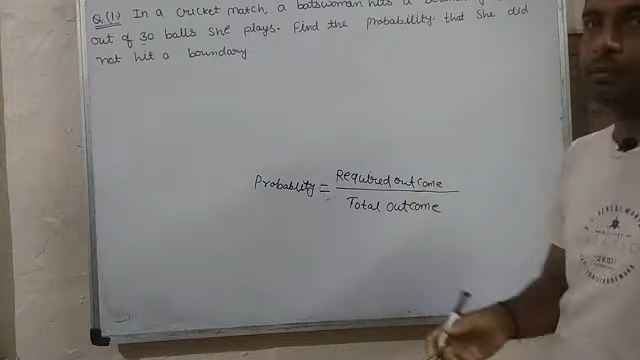 Q.(1) In a cricket match, a batswoman hits a
out of 30 balls she plays. Find the probability that she did
not hit a boundary
Probablity = Required outcome
Total outcome